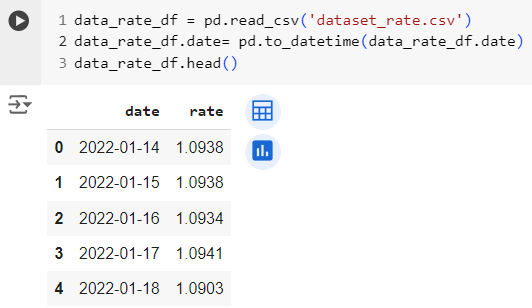 1 data_rate_df = pd.read_csv('dataset_rate.csv')
2 data_rate_df.date= pd.to_datetime(data_rate_df.date)
3 data_rate_df.head()
date rate
0 2022-01-14 1.0938
1 2022-01-15 1.0938
2 2022-01-16 1.0934
3 2022-01-17 1.0941
4 2022-01-18 1.0903